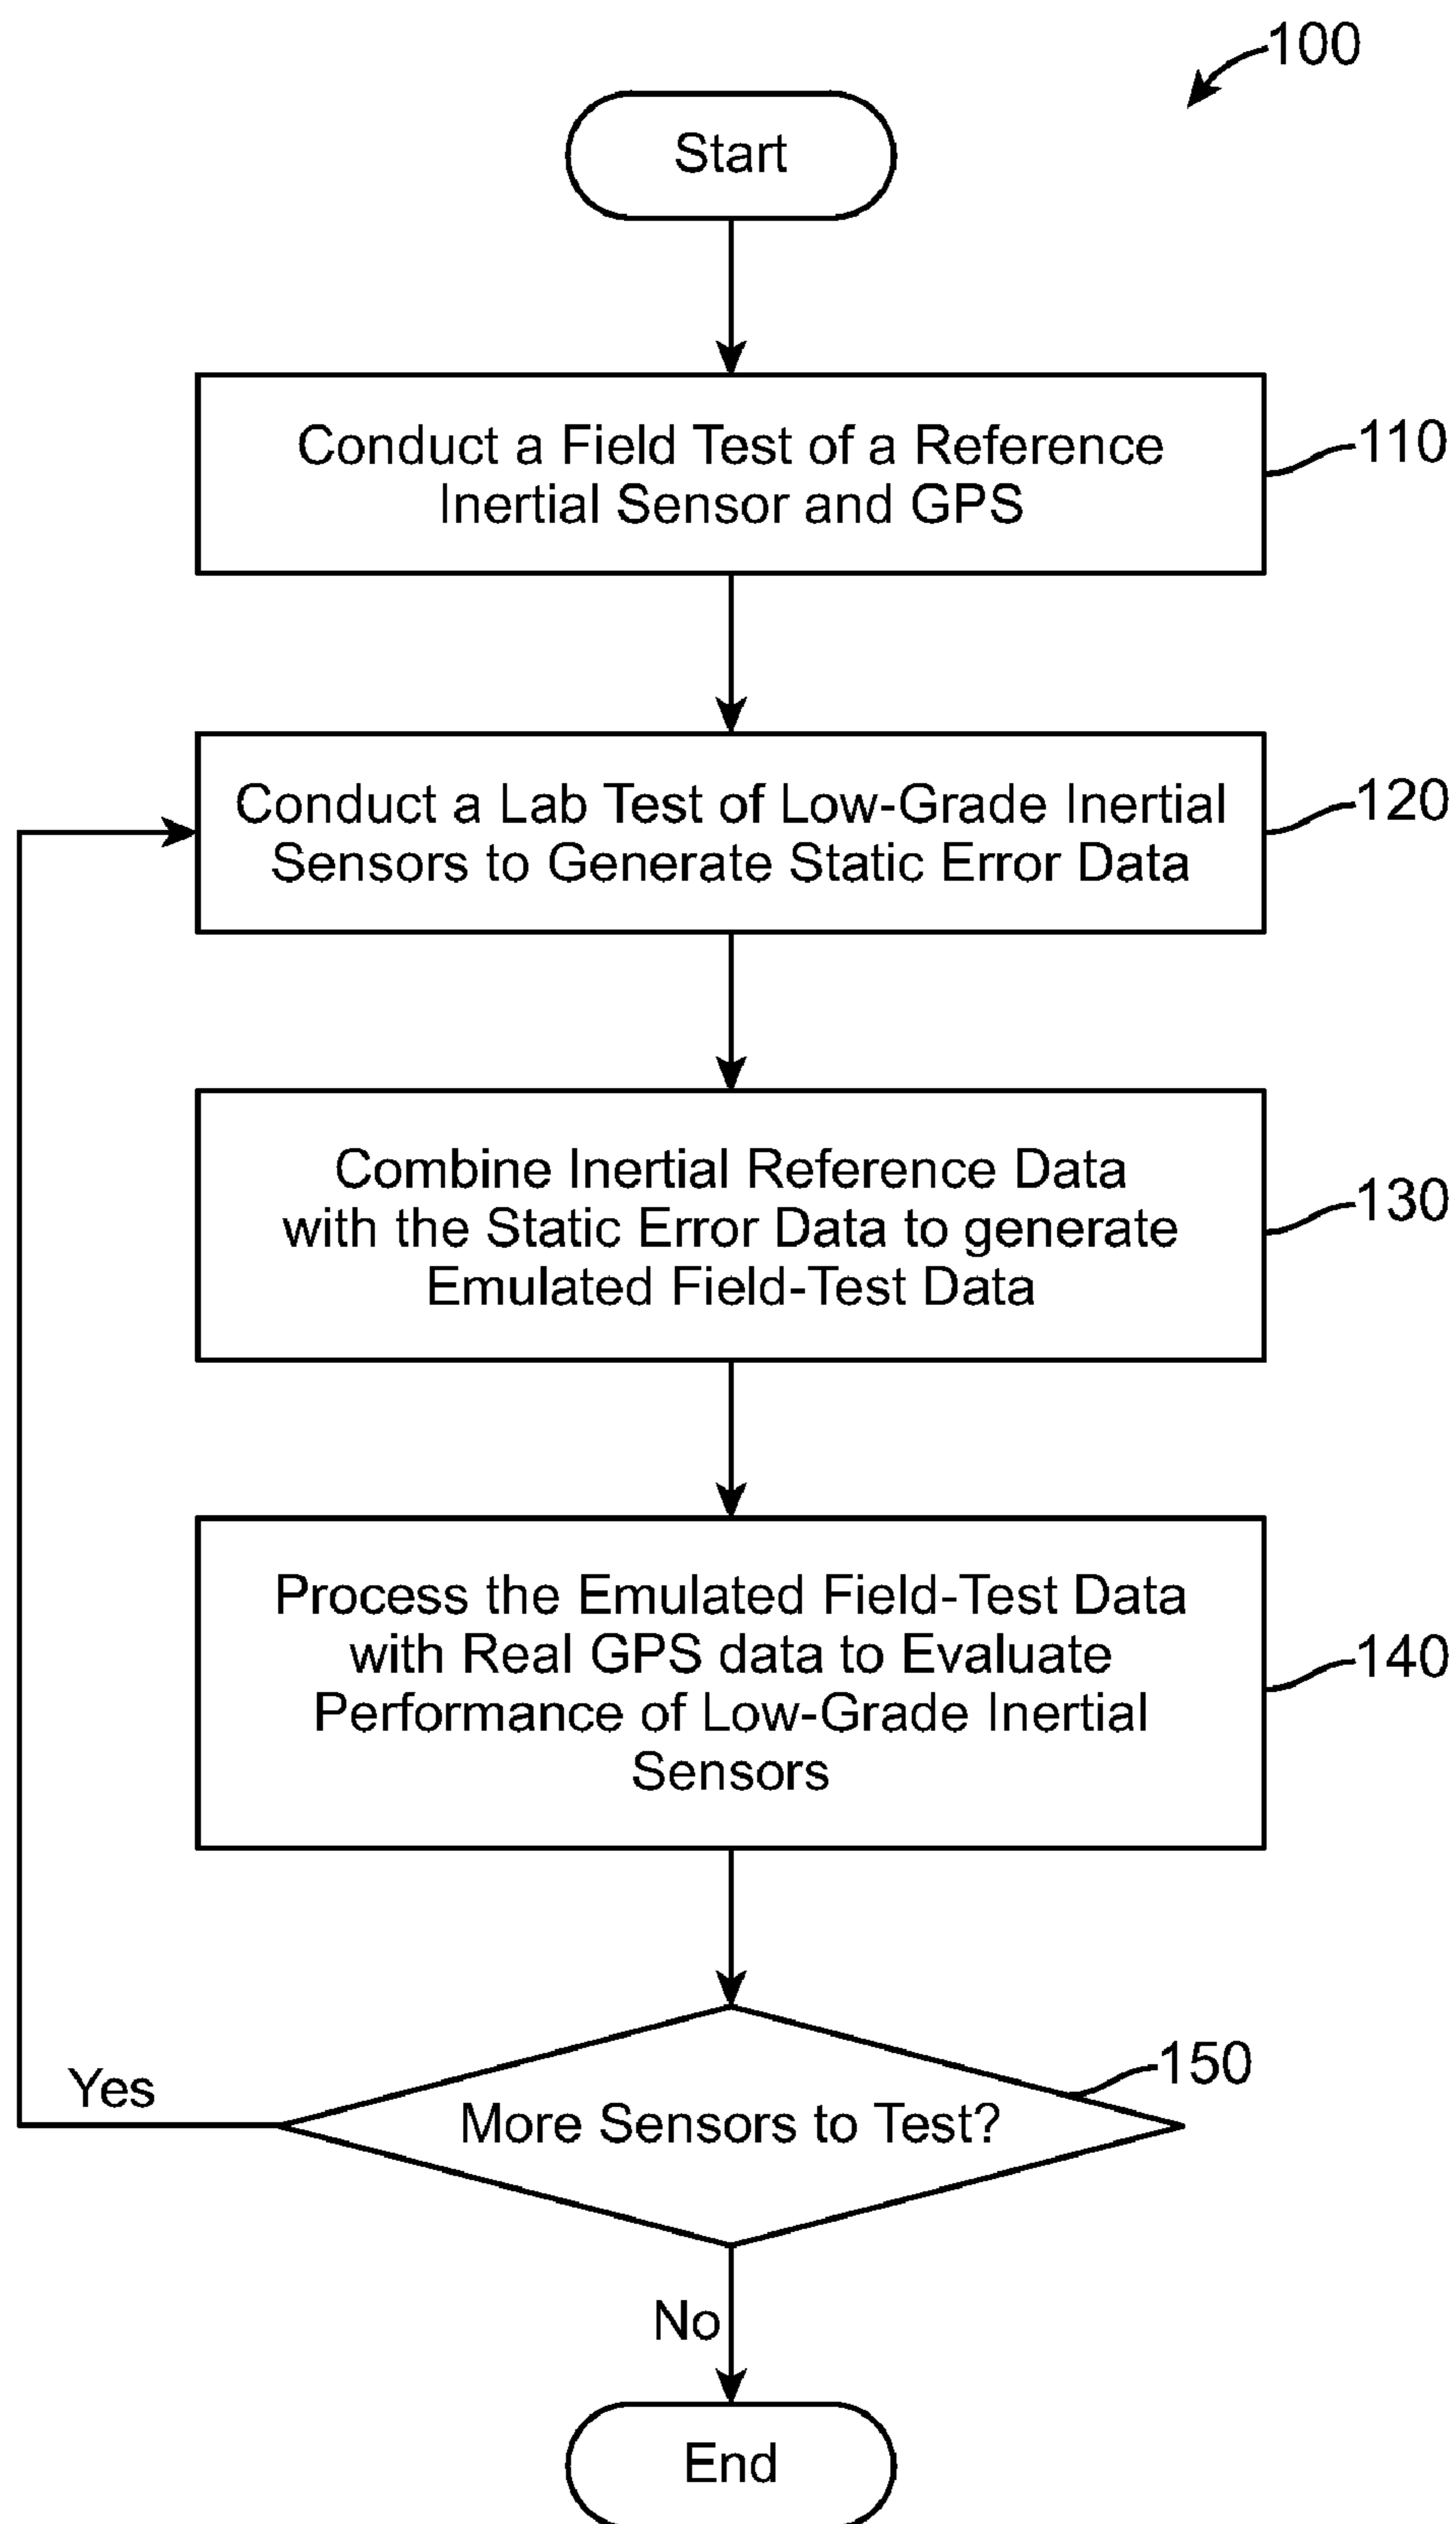 100
Start
Conduct a Field Test of a Reference
Inertial Sensor and GPS
110
Conduct a Lab Test of Low-Grade Inertial
Sensors to Generate Static Error Data
120
Combine Inertial Reference Data
with the Static Error Data to generate
Emulated Field-Test Data
130
Process the Emulated Field-Test Data
with Real GPS data to Evaluate
Performance of Low-Grade Inertial
Sensors
140
150
Yes
More Sensors to Test?
No
End